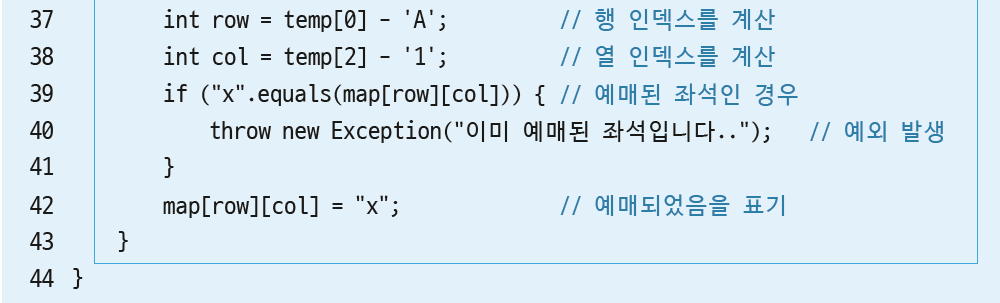 37 int row = temp[0] - 'A'; // 행 인덱스를 계산
38 int col = temp[2] - '1'; // 열 인덱스를 계산
39 if ("x".equals(map[row][col])) { // 예매된 좌석인 경우
40 throw new Exception("이미 예매된 좌석입니다.."); // 예외 발생
41 }
42 map[row][col] = "x"; // 예매되었음을 표기
43 }
44 }